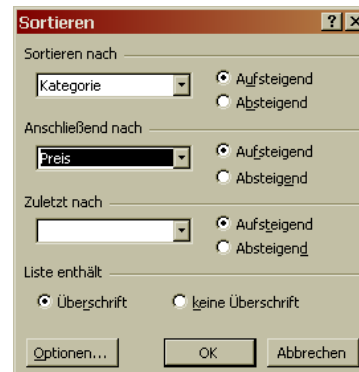 Sortieren
Sortieren nach
Kategorie
Aufsteigend
Absteigend
Anschließend nach
Preis
Aufsteigend
Absteigend
Zuletzt nach
Aufsteigend
Absteigend
Liste enthält
Überschrift keine Überschrift
Optionen... OK Abbrechen